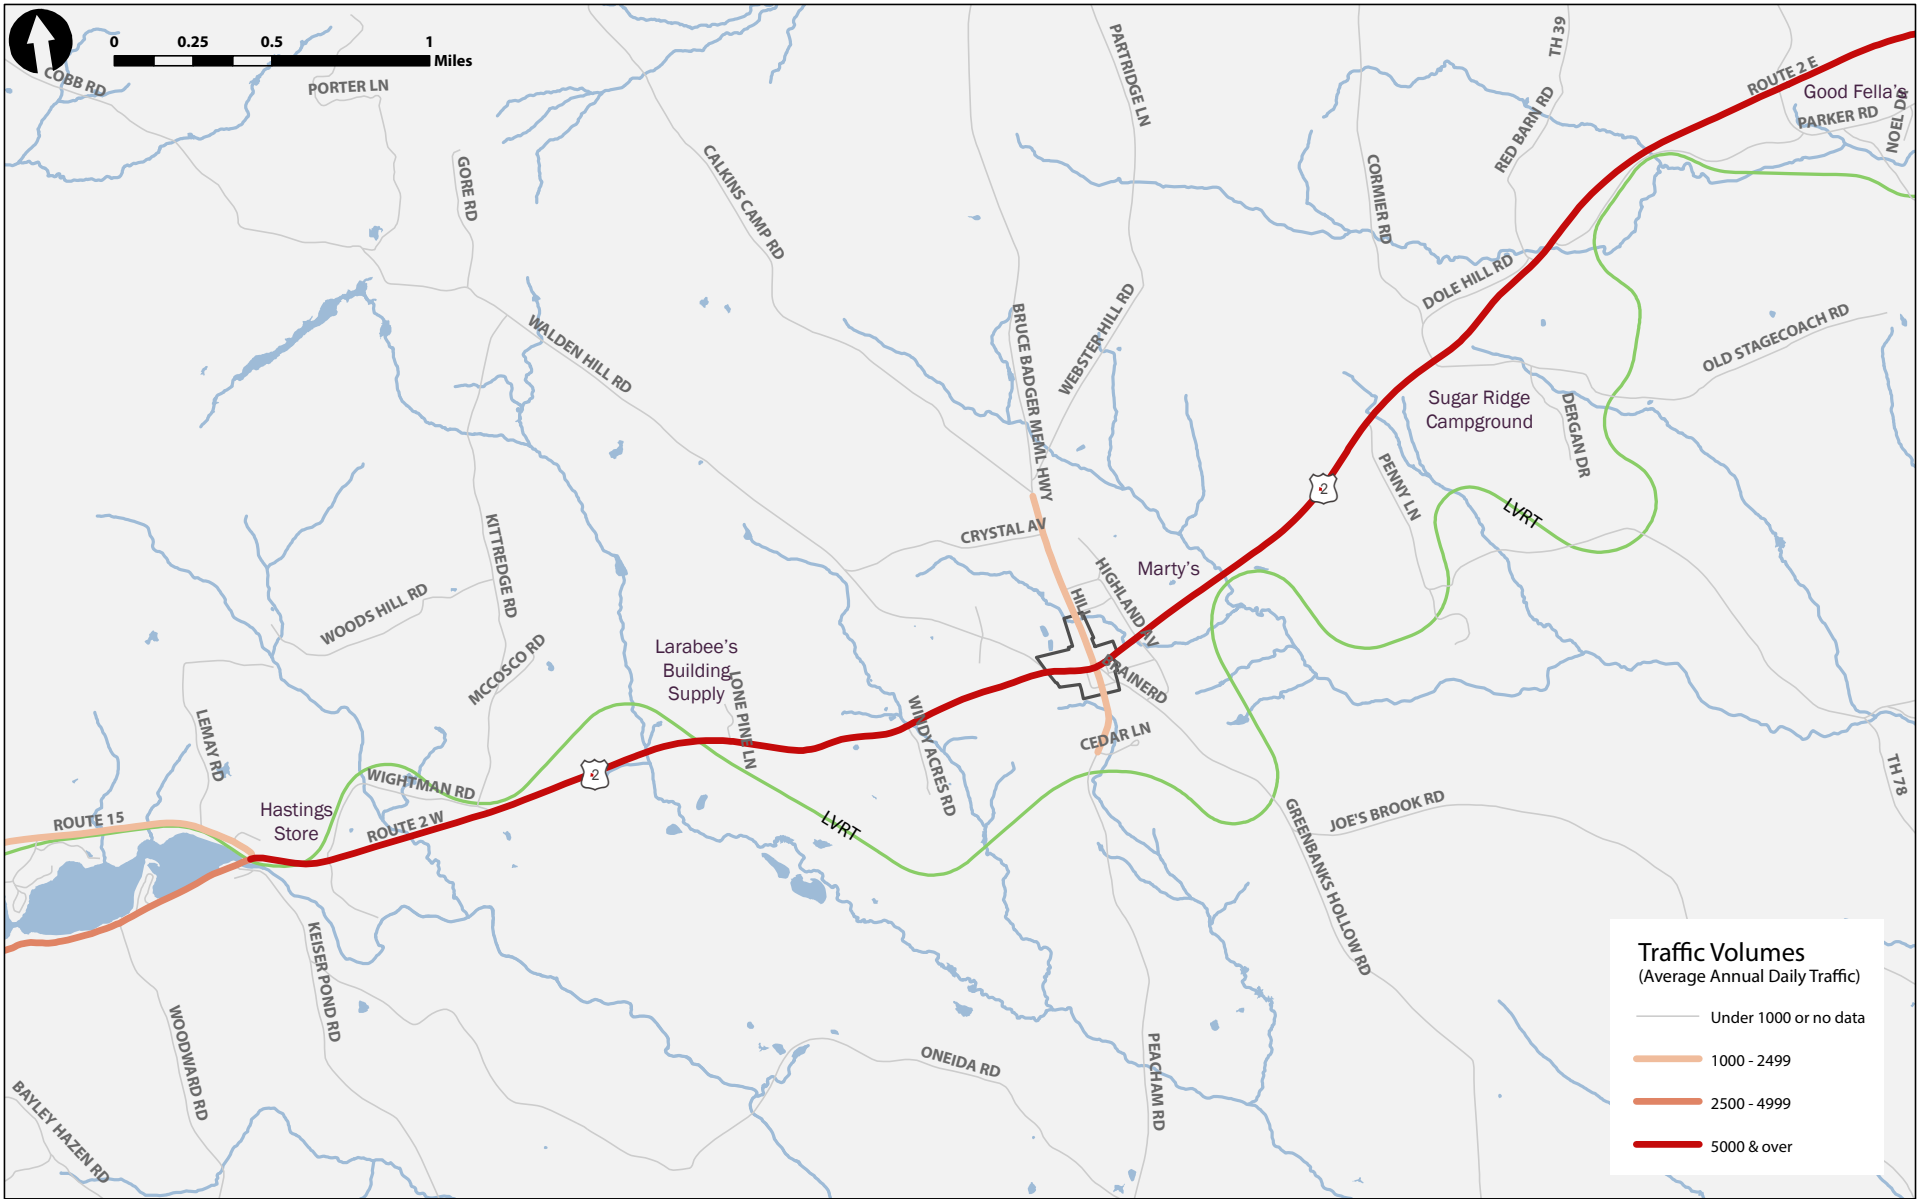 0 0.25 0.5 1
Miles
COBB RD
PORTER LN
GORE RD
CALKINS CAMP RD
PARTRIDGE LN
TH 39
ROUTE 2 E
Good Fella's
PARKER RD
NOEL DR
RED BARN RD
CORMIER RD
DOLE HILL RD
WALDEN HILL RD
BRUCE BADGER MEML HWY
WEBSTER HILL RD
OLD STAGECOACH RD
Sugar Ridge
Campground
DERGAN DR
PENNY LN
2
LVRT
KITTREDGE RD
CRYSTAL AV
HIGHLAND AV
Marty's
HILL
WOODS HILL RD
MCCOSCO RD
Larabee's
Building
Supply
LONE PINE LN
BRAINERD
WINDY ACRES RD
CEDAR LN
LEMAY RD
WIGHTMAN RD
2
TH 78
ROUTE 15
Hastings
Store
ROUTE 2 W
LVRT
JOE'S BROOK RD
GREENBANKS HOLLOW RD
KEISER POND RD
WOODWARD RD
ONEIDA RD
PEACHAM RD
BAYLEY HAZEN RD
Traffic Volumes
(Average Annual Daily Traffic)
Under 1000 or no data
1000 - 2499
2500 - 4999
5000 & over